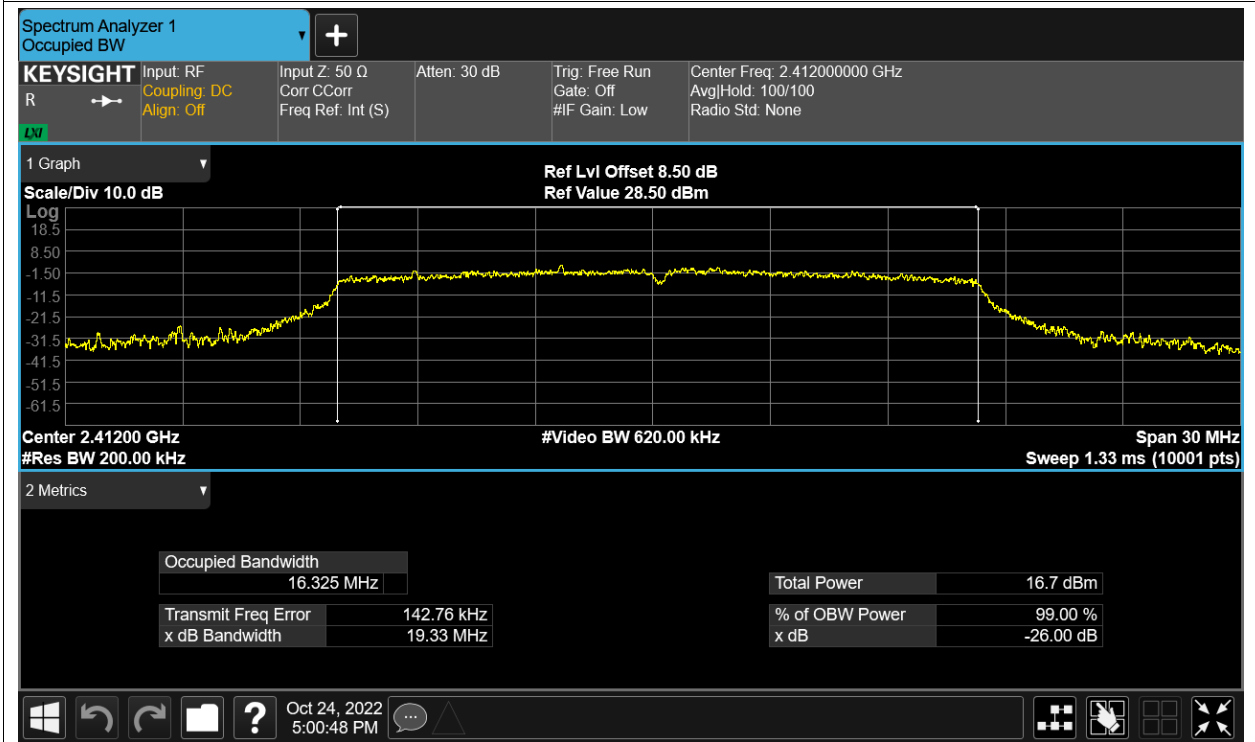 Spectrum Analyzer 1
Occupied BW
KEYSIGHT
R
LXI
Input: RF
Coupling: DC
Align: Off
Input Z: 50 Ω
Corr CCorr
Freq Ref: Int (S)
Atten: 30 dB
Trig: Free Run
Gate: Off
#IF Gain: Low
Center Freq: 2.412000000 GHz
Avg|Hold: 100/100
Radio Std: None
1 Graph
Scale/Div 10.0 dB
Ref Lvl Offset 8.50 dB
Ref Value 28.50 dBm
Log
18.5
8.50
-1.50
-11.5
-21.5
-31.5
-41.5
-51.5
-61.5
Center 2.41200 GHz
#Res BW 200.00 kHz
#Video BW 620.00 kHz
Span 30 MHz
Sweep 1.33 ms (10001 pts)
2 Metrics
Occupied Bandwidth
16.325 MHz
Transmit Freq Error 142.76 kHz
x dB Bandwidth 19.33 MHz
Total Power 16.7 dBm
% of OBW Power 99.00 %
x dB -26.00 dB
?
Oct 24, 2022
5:00:48 PM